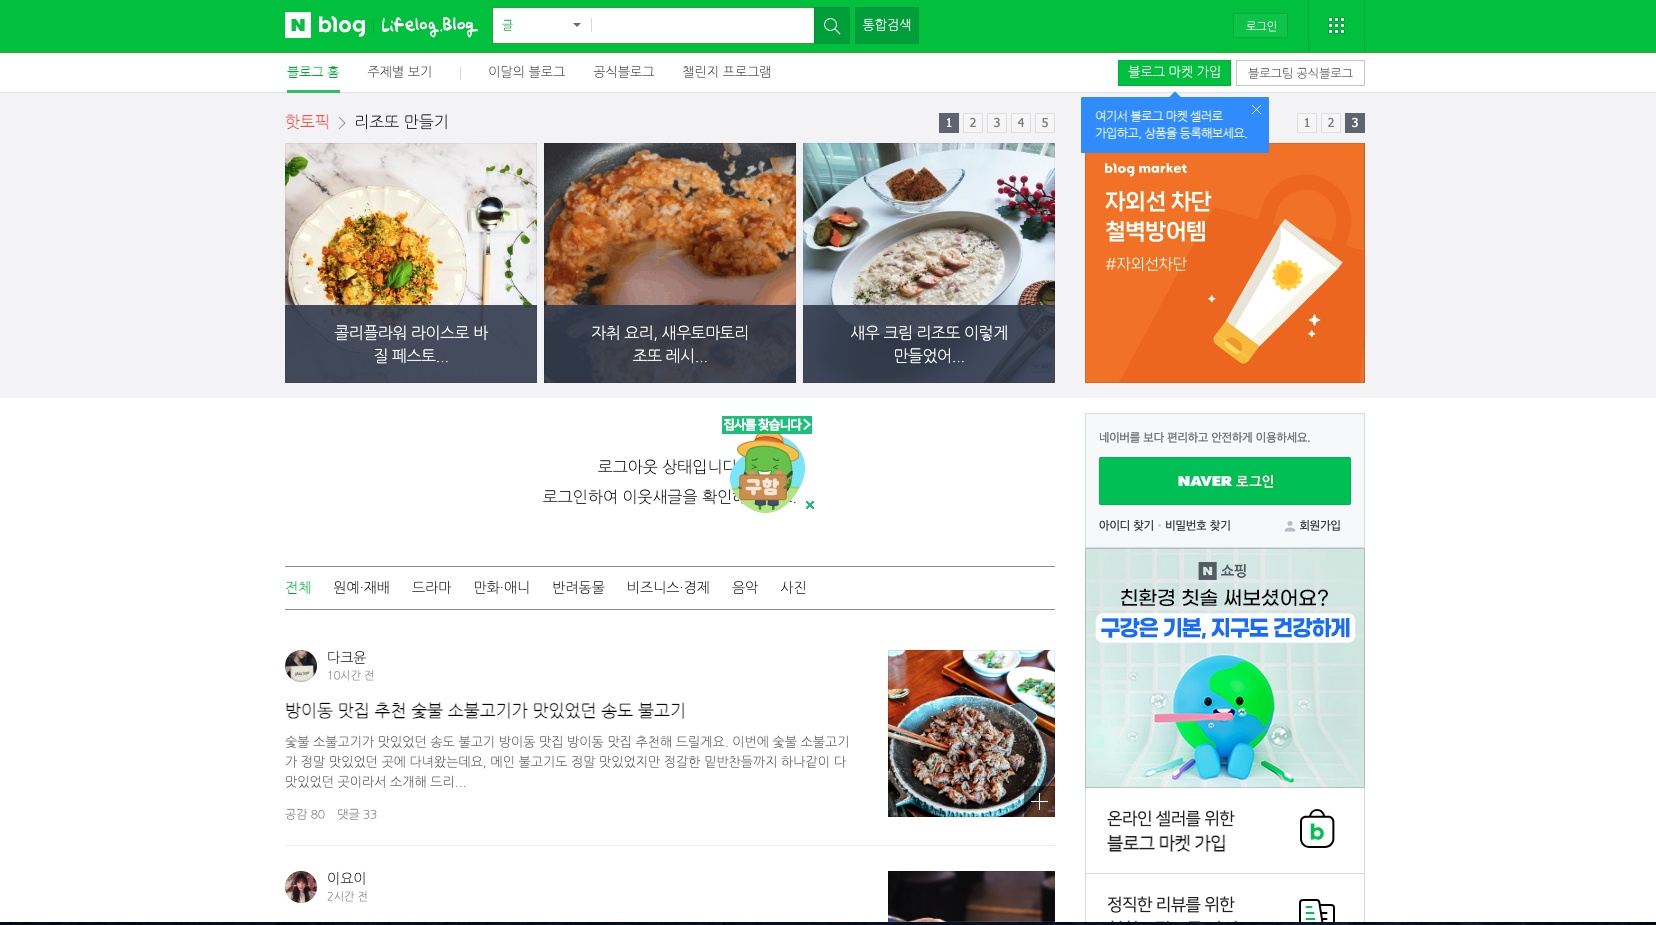 N blog Lifelog.Blog 글 통합검색 로그인
블로그 홈 주제별 보기 이달의 블로그 공식블로그 챌린지 프로그램 블로그 마켓 가입 블로그팀 공식블로그
여기서 블로그 마켓 셀러로
가입하고, 상품을 등록해보세요.
핫토픽 리조또 만들기 1 2 3 4 5
1 2 3
콜리플라워 라이스로 바
질 페스토...
자취 요리, 새우토마토리
조또 레시...
새우 크림 리조또 이렇게
만들었어...
blog market
자외선 차단
철벽방어템
#자외선차단
집사를 찾습니다
구함
로그아웃 상태입니다
로그인하여 이웃새글을
네이버를 보다 편리하고 안전하게 이용하세요.
NAVER 로그인
아이디 찾기 비밀번호 찾기 회원가입
N 쇼핑
친환경 칫솔 써보셨어요?
구강은 기본, 지구도 건강하게
전체 원예·재배 드라마 만화·애니 반려동물 비즈니스·경제 음악 사진
다크윤
10시간 전
방이동 맛집 추천 숯불 소불고기가 맛있었던 송도 불고기
숯불 소불고기가 맛있었던 송도 불고기 방이동 맛집 방이동 맛집 추천해 드릴게요. 이번에 숯불 소불고기
가 정말 맛있었던 곳에 다녀왔는데요, 메인 불고기도 정말 맛있었지만 정갈한 밑반찬들까지 하나같이 다
맛있었던 곳이라서 소개해 드리...
공감 80 댓글 33
이요이
2시간 전
온라인 셀러를 위한
블로그 마켓 가입
b
정직한 리뷰를 위한